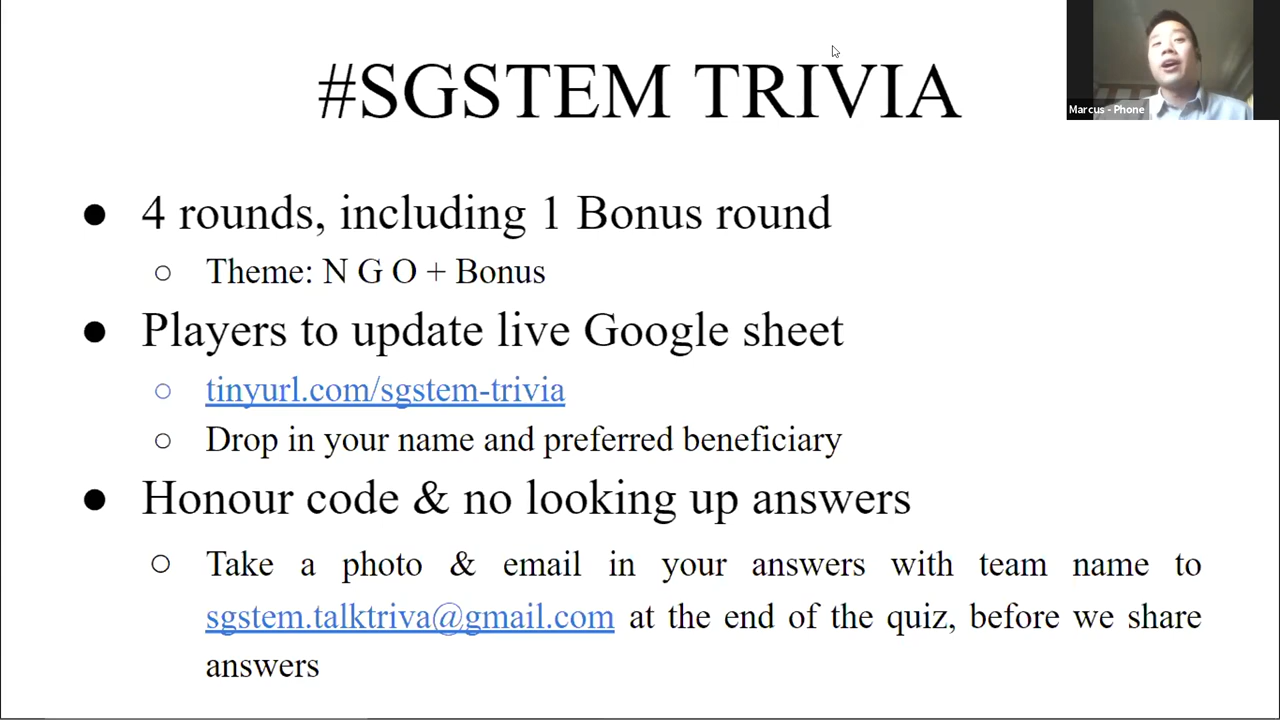 #SGSTEM TRIVIA
Marcus - Phone
● 4 rounds, including 1 Bonus round
○ Theme: N G O + Bonus
● Players to update live Google sheet
○ tinyurl.com/sgstem-trivia
○ Drop in your name and preferred beneficiary
● Honour code & no looking up answers
○ Take a photo & email in your answers with team name to
sgstem.talktriva@gmail.com at the end of the quiz, before we share
answers